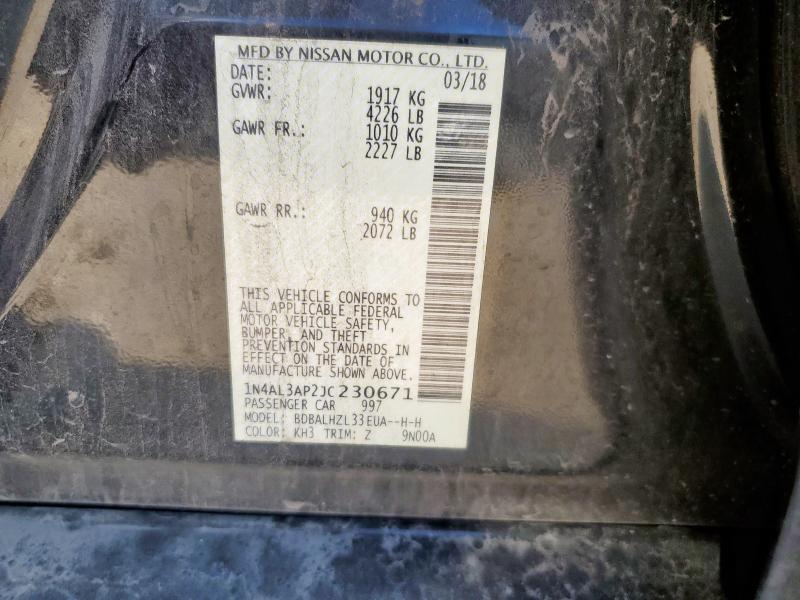 MFD BY NISSAN MOTOR CO., LTD.
DATE: 03/18
GVWR: 1917 KG
4226 LB
GAWR FR.: 1010 KG
2227 LB
GAWR RR.: 940 KG
2072 LB
THIS VEHICLE CONFORMS TO
ALL APPLICABLE FEDERAL
MOTOR VEHICLE SAFETY,
BUMPER, AND THEFT
PREVENTION STANDARDS IN
EFFECT ON THE DATE OF
MANUFACTURE SHOWN ABOVE.
1N4AL3AP2JC230671
PASSENGER CAR 997
MODEL: BDBALHZL33EUA--H-H
COLOR: KH3 TRIM: Z 9N00A